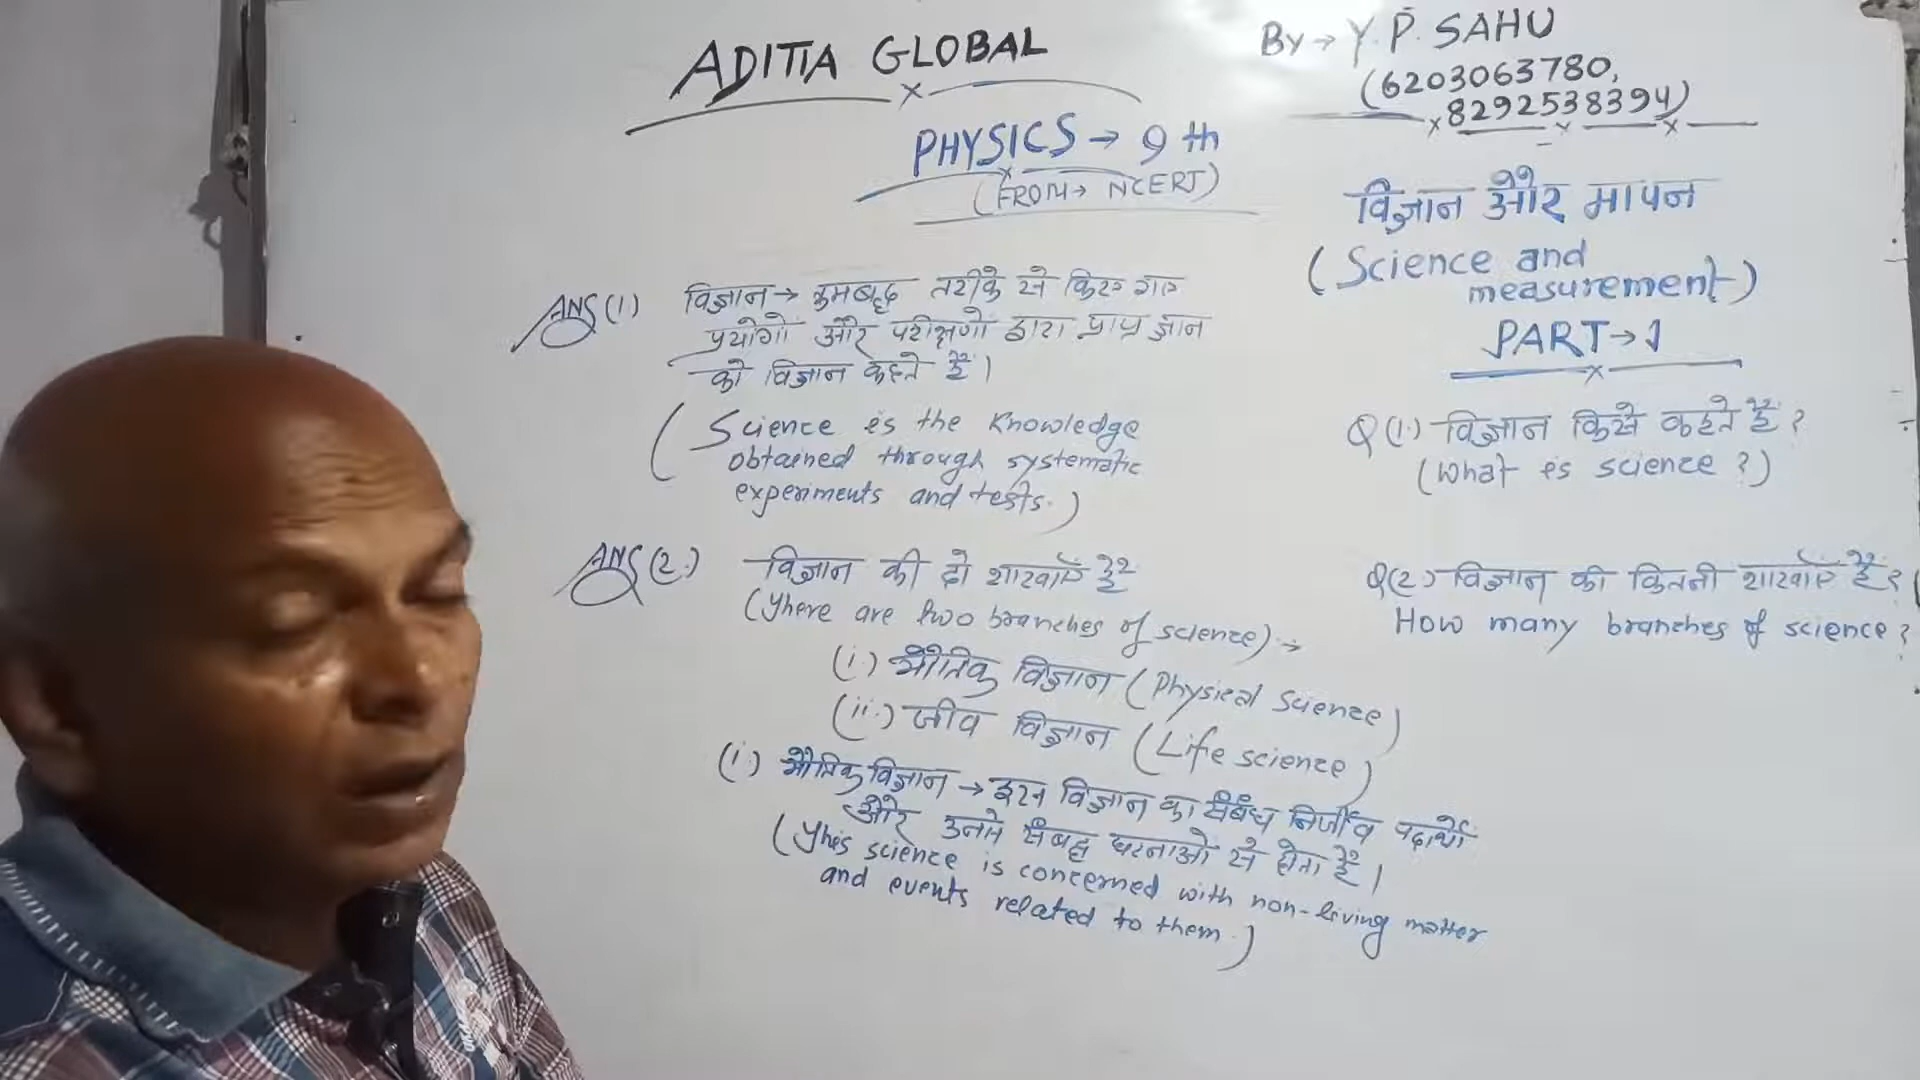 ADITIA GLOBAL
By → Y. P. SAHU
(6203063780,
8292538394)
PHYSICS → 9 th
(FROM → NCERT)
विज्ञान और मापन
(Science and
measurement)
PART → 1
Q (1.) विज्ञान किसे कहते हैं ?
(What is science ?)
Q (2.) विज्ञान की कितनी शाखाएँ हैं ?
How many branches of science ?
ANS (1) विज्ञान → क्रमबद्ध तरीके से किए गए
प्रयोगों और परीक्षणों द्वारा प्राप्त ज्ञान
को विज्ञान कहते हैं।
(Science is the knowledge
obtained through systematic
experiments and tests.)
ANS (2.) विज्ञान की दो शाखाएँ हैं
(There are two branches of science) →
(i.) भौतिक विज्ञान (Physical Science)
(ii.) जीव विज्ञान (Life science)
(i.) भौतिक विज्ञान → इस विज्ञान का संबंध निर्जीव पदार्थों
और उनसे संबद्ध घटनाओं से होता है।
(This science is concerned with non-living matter
and events related to them.)